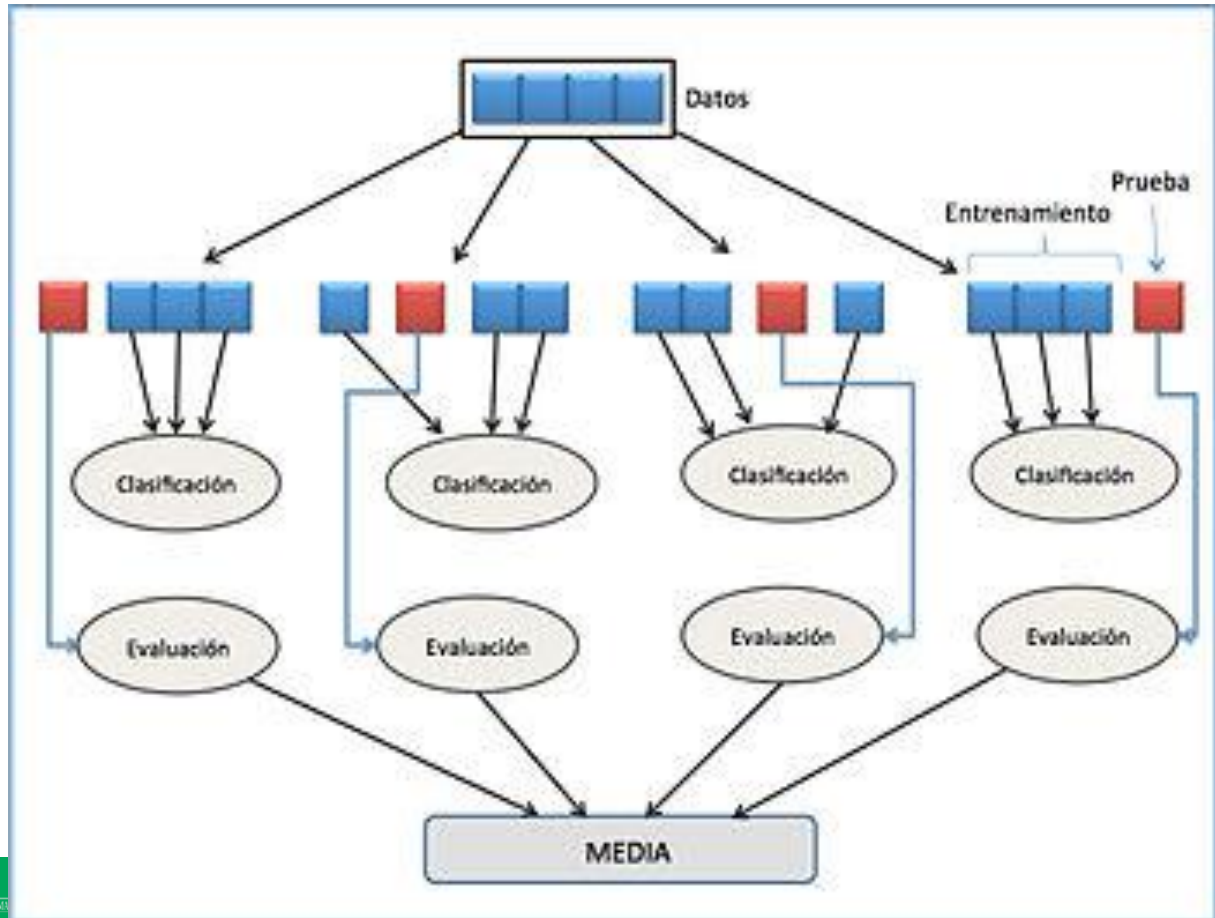 Datos
Prueba
Entrenamiento
Clasificación
Clasificación
Clasificación
Clasificación
Evaluación
Evaluación
Evaluación
Evaluación
MEDIA